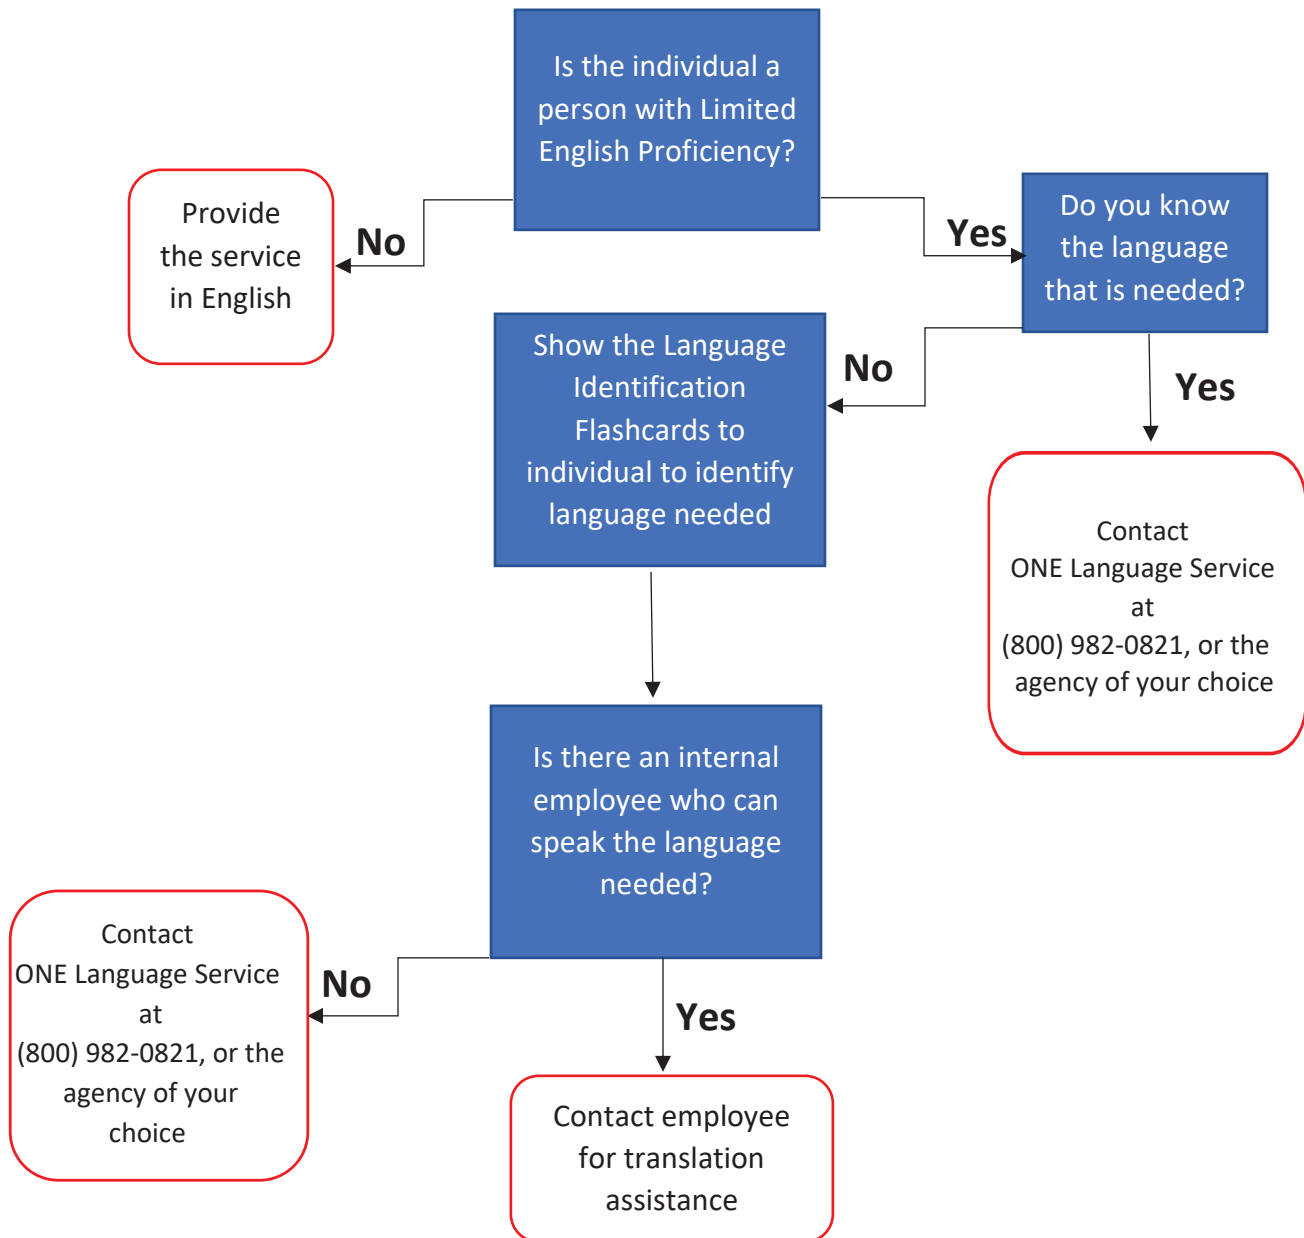 Is the individual a
person with Limited
English Proficiency?
Provide
the service
in English
No
Yes
Do you know
the language
that is needed?
Show the Language
Identification
Flashcards to
individual to identify
language needed
No
Yes
Contact
ONE Language Service
at
(800) 982-0821, or the
agency of your choice
Is there an internal
employee who can
speak the language
needed?
Contact
ONE Language Service
at
(800) 982-0821, or the
agency of your
choice
No
Yes
Contact employee
for translation
assistance